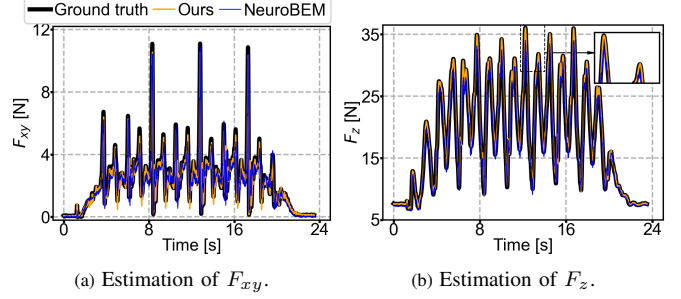 Ground truth Ours NeuroBEM
12
8
4
0
F_xy [N]
0 8 16 24
Time [s]
(a) Estimation of F_xy.
35
25
15
5
F_z [N]
0 8 16 24
Time [s]
(b) Estimation of F_z.